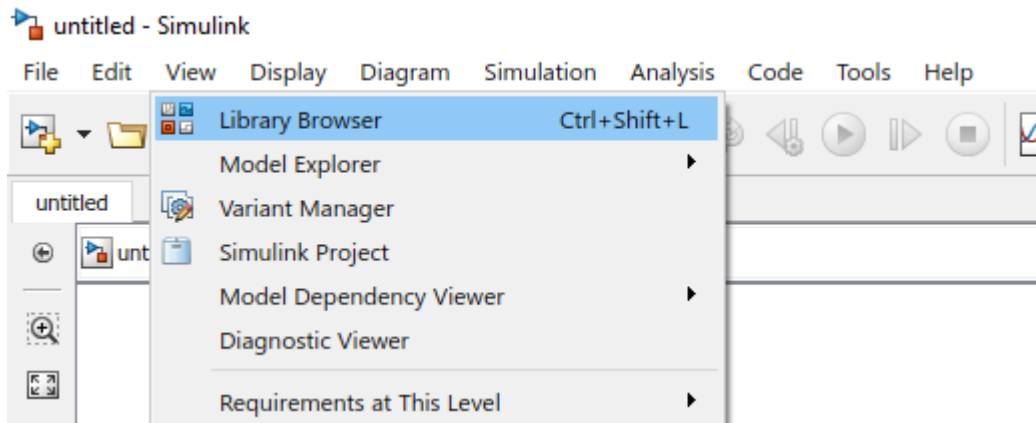 untitled - Simulink
File Edit View Display Diagram Simulation Analysis Code Tools Help
Library Browser Ctrl+Shift+L
Model Explorer
untitled
Variant Manager
unt
Simulink Project
Model Dependency Viewer
Diagnostic Viewer
Requirements at This Level